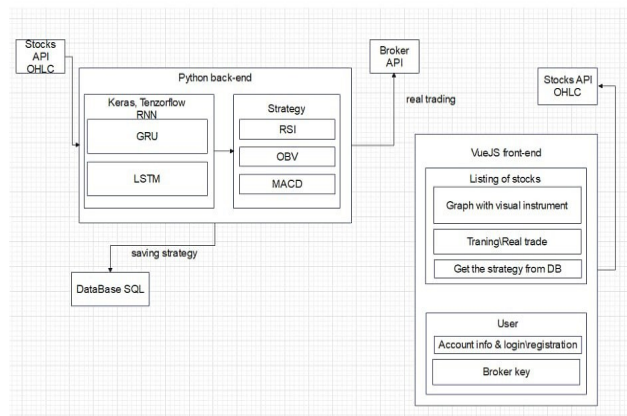 Stocks
API
OHLC
Python back-end
Keras, Tenzorflow
RNN
GRU
LSTM
Strategy
RSI
OBV
MACD
Broker
API
real trading
saving strategy
DataBase SQL
Stocks API
OHLC
VueJS front-end
Listing of stocks
Graph with visual instrument
Traning\Real trade
Get the strategy from DB
User
Account info & login\registration
Broker key